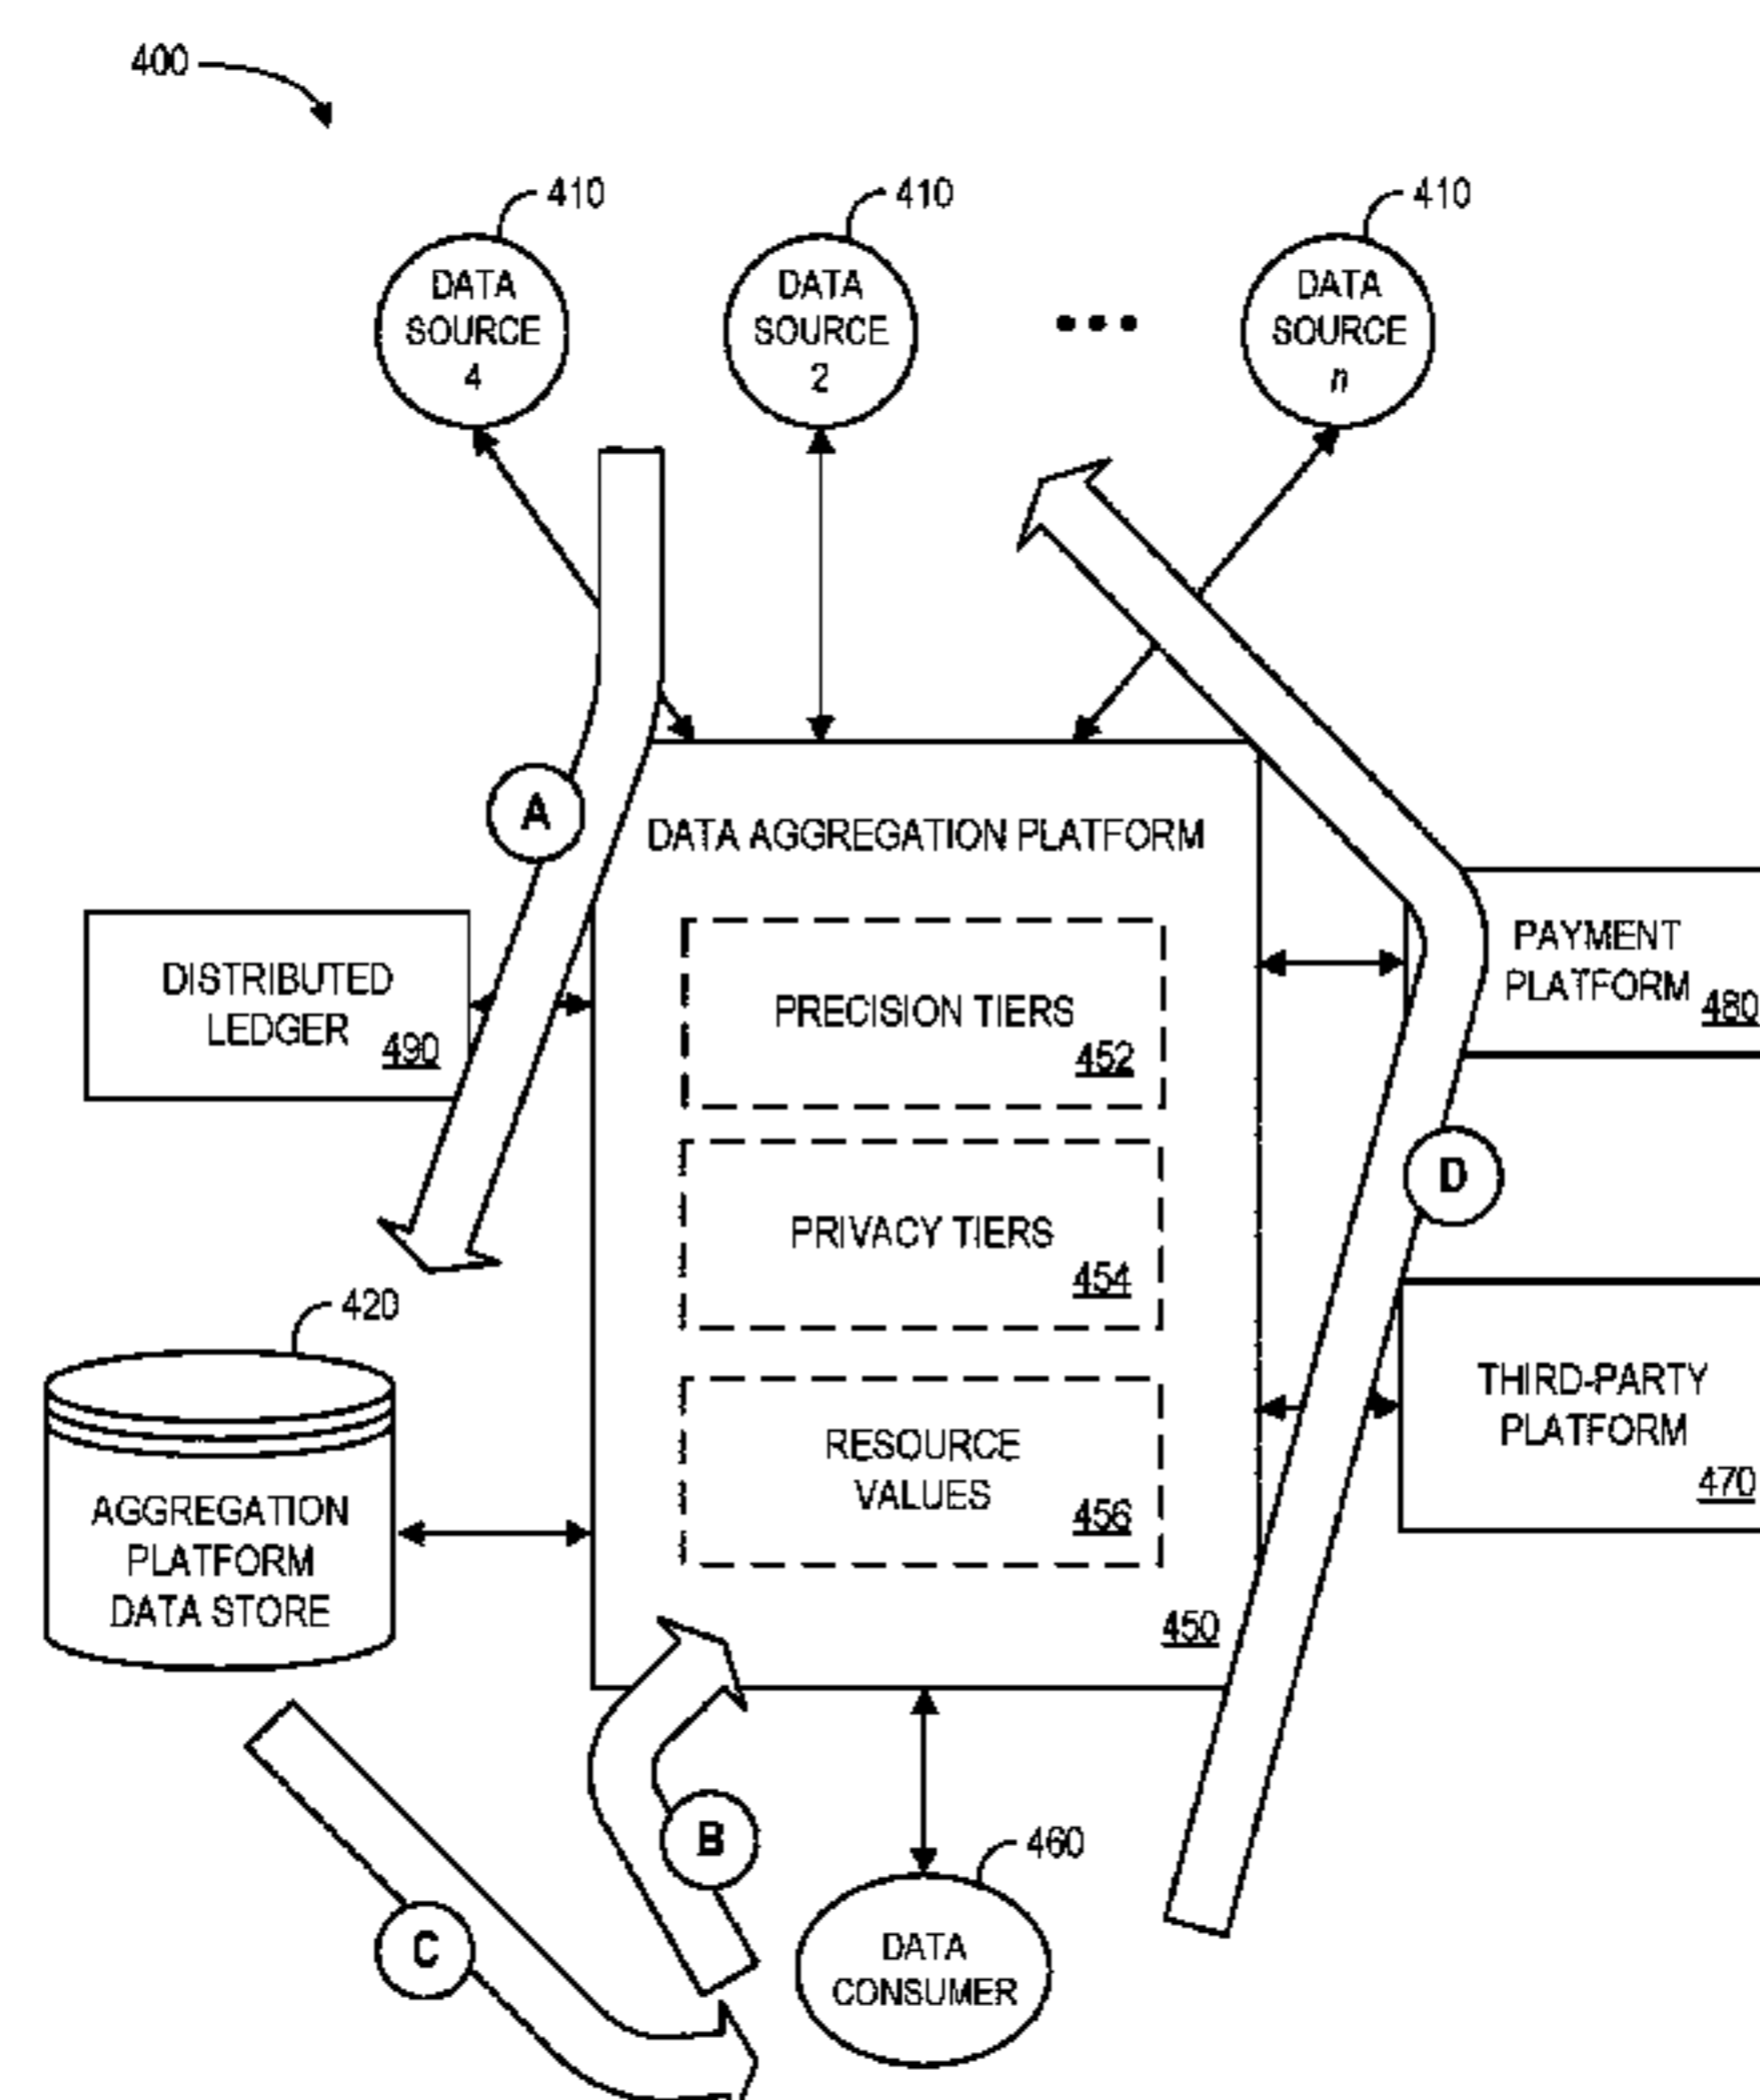 400
410
410
410
DATA
SOURCE
4
DATA
SOURCE
2
DATA
SOURCE
n
A
DATA AGGREGATION PLATFORM
DISTRIBUTED
LEDGER
490
PRECISION TIERS
452
PAYMENT
PLATFORM
480
PRIVACY TIERS
454
D
420
AGGREGATION
PLATFORM
DATA STORE
RESOURCE
VALUES
456
THIRD-PARTY
PLATFORM
470
450
B
460
C
DATA
CONSUMER